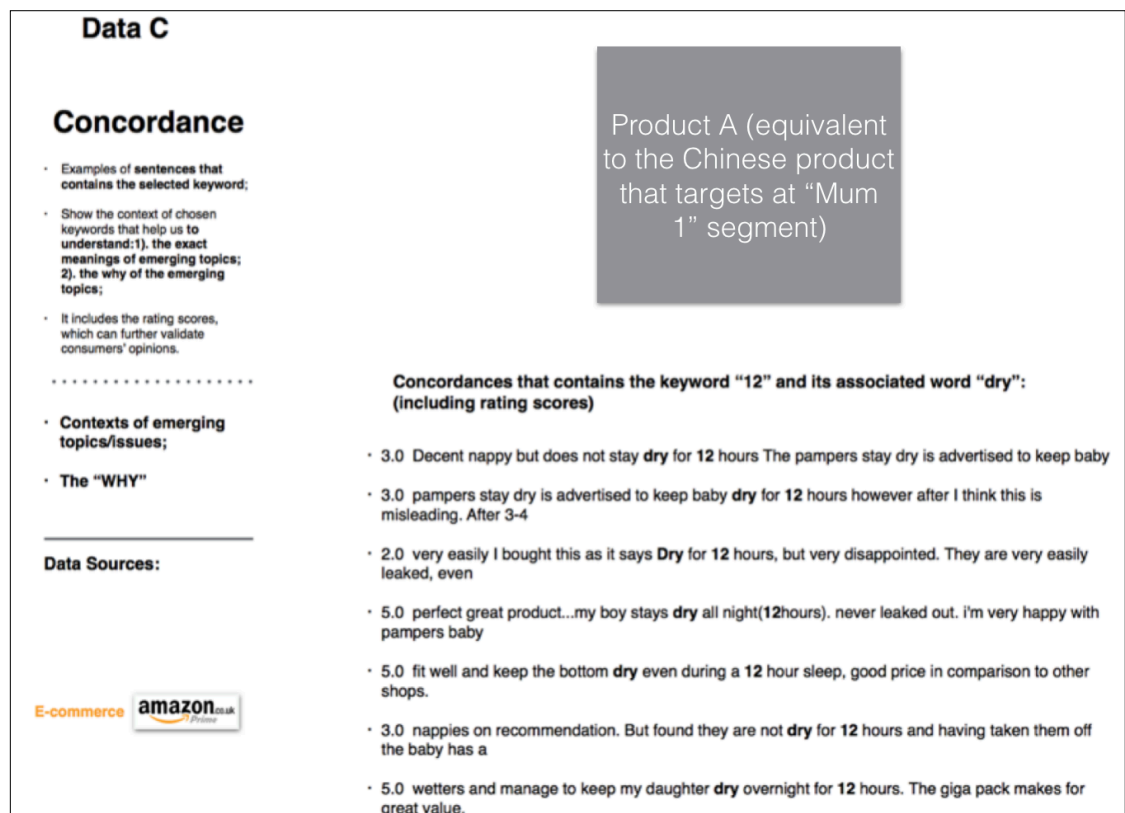 Data C
Concordance
· Examples of sentences that
contains the selected keyword;
· Show the context of chosen
keywords that help us to
understand:1). the exact
meanings of emerging topics;
2). the why of the emerging
topics;
· It includes the rating scores,
which can further validate
consumers' opinions.
· Contexts of emerging
topics/issues;
· The “WHY”
Data Sources:
E-commerce
amazon.co.uk
Prime
Product A (equivalent
to the Chinese product
that targets at “Mum
1” segment)
Concordances that contains the keyword “12” and its associated word “dry”:
(including rating scores)
· 3.0 Decent nappy but does not stay dry for 12 hours The pampers stay dry is advertised to keep baby
· 3.0 pampers stay dry is advertised to keep baby dry for 12 hours however after I think this is
misleading. After 3-4
· 2.0 very easily I bought this as it says Dry for 12 hours, but very disappointed. They are very easily
leaked, even
· 5.0 perfect great product...my boy stays dry all night(12hours). never leaked out. i'm very happy with
pampers baby
· 5.0 fit well and keep the bottom dry even during a 12 hour sleep, good price in comparison to other
shops.
· 3.0 nappies on recommendation. But found they are not dry for 12 hours and having taken them off
the baby has a
· 5.0 wetters and manage to keep my daughter dry overnight for 12 hours. The giga pack makes for
great value.